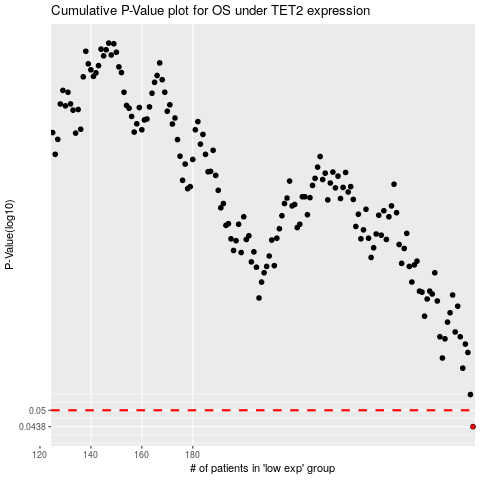 Cumulative P-Value plot for OS under TET2 expression
P-Value(log10)
0.05
0.0438
120 140 160 180
# of patients in 'low exp' group